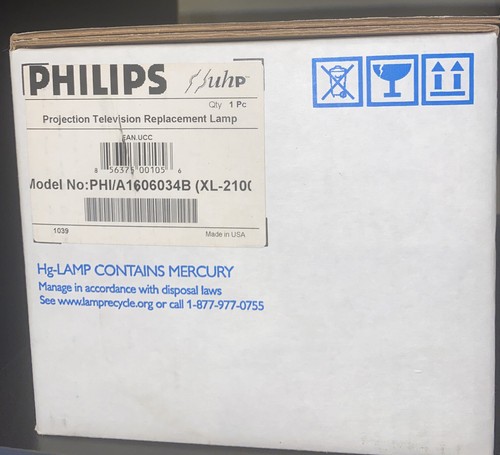 PHILIPS uhp
Qty 1 Pc
Projection Television Replacement Lamp
EAN.UCC
8 56375 00105 6
Model No:PHI/A1606034B (XL-210
1039
Made in USA
Hg-LAMP CONTAINS MERCURY
Manage in accordance with disposal laws
See www.lamprecycle.org or call 1-877-977-0755